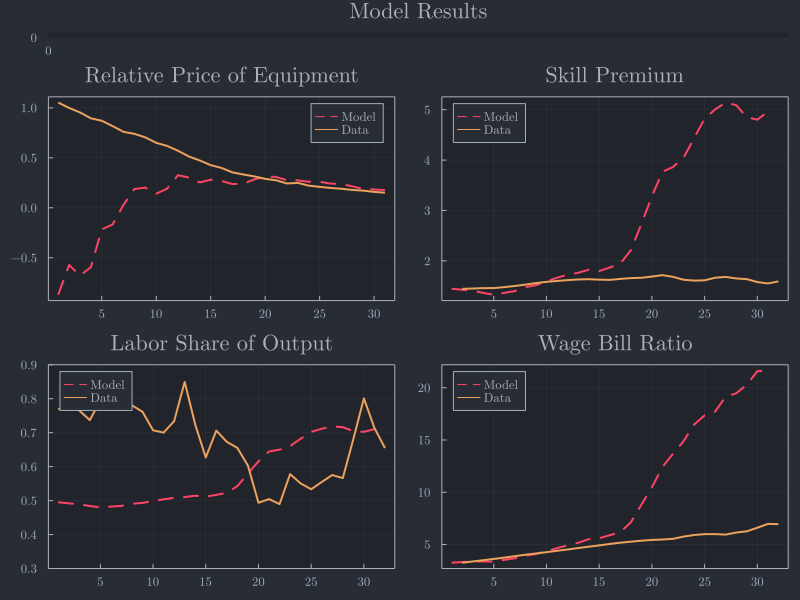 Model Results
0
0
Relative Price of Equipment
1.0
0.5
0.0
−0.5
5 10 15 20 25 30
Model
Data
Skill Premium
5
4
3
2
5 10 15 20 25 30
Model
Data
Labor Share of Output
0.9
0.8
0.7
0.6
0.5
0.4
0.3
5 10 15 20 25 30
Model
Data
Wage Bill Ratio
20
15
10
5
5 10 15 20 25 30
Model
Data